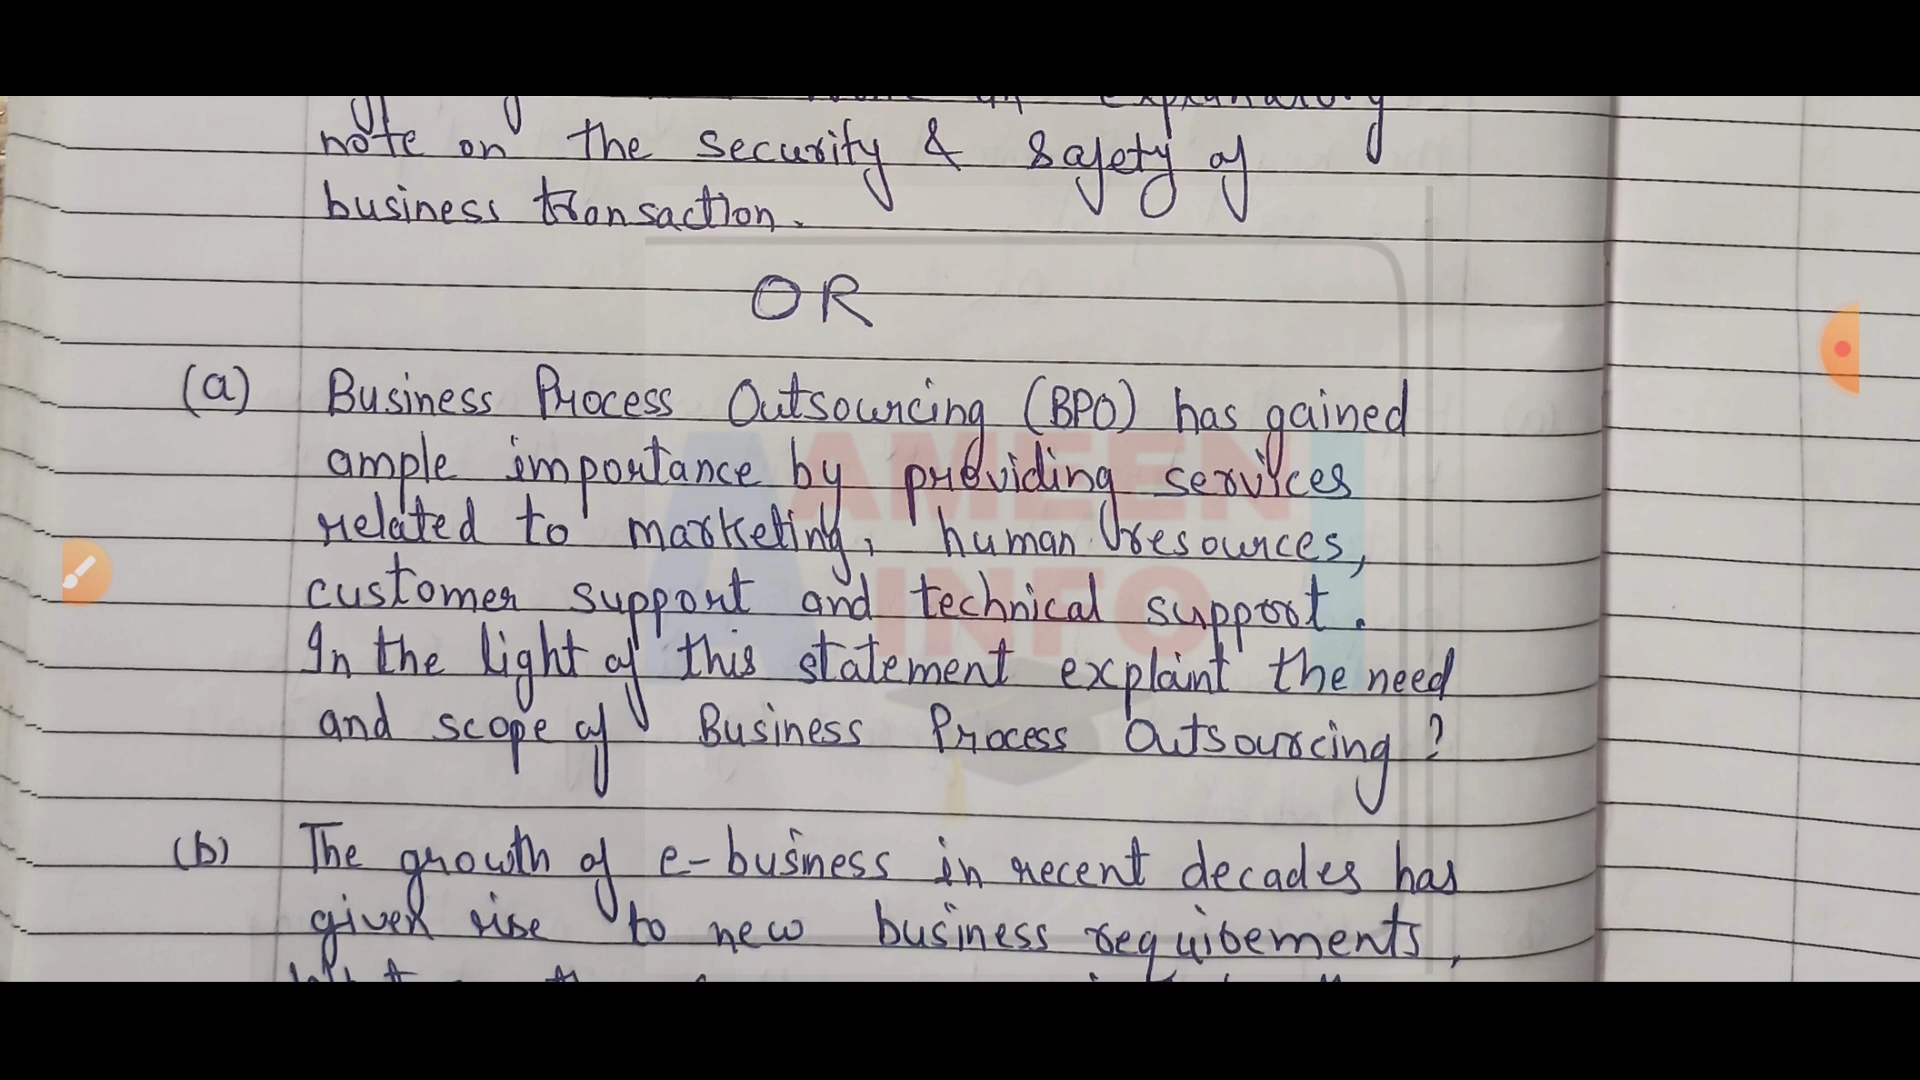 explanatory
note on the security & safety of
business transaction.
OR
(a) Business Process Outsourcing (BPO) has gained
ample importance by providing services
related to marketing, human resources,
customer support and technical support.
In the light of this statement explaint the need
and scope of Business Process Outsourcing?
(b) The growth of e-business in recent decades has
given rise to new business requirements,
AMEEN
INFO